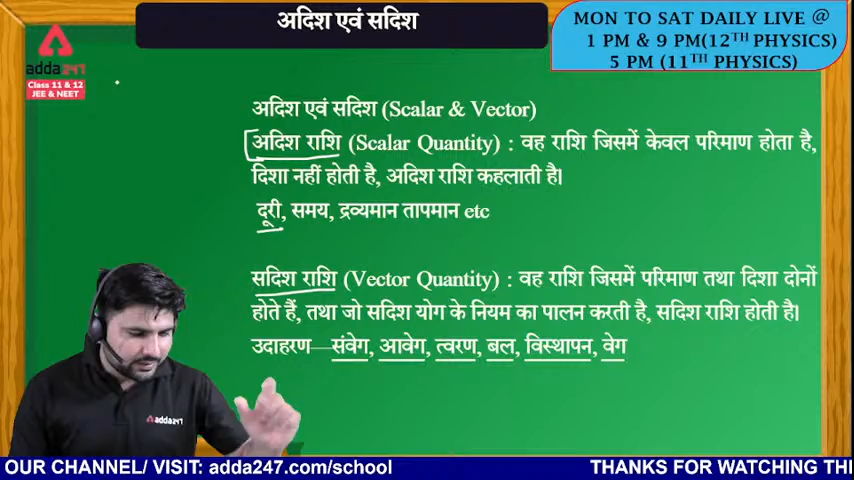 अदिश एवं सदिश
MON TO SAT DAILY LIVE @
1 PM & 9 PM(12TH PHYSICS)
5 PM (11TH PHYSICS)
adda247
Class 11 & 12
JEE & NEET
अदिश एवं सदिश (Scalar & Vector)
अदिश राशि (Scalar Quantity) : वह राशि जिसमें केवल परिमाण होता है,
दिशा नहीं होती है, अदिश राशि कहलाती है।
दूरी, समय, द्रव्यमान तापमान etc
सदिश राशि (Vector Quantity) : वह राशि जिसमें परिमाण तथा दिशा दोनों
होते हैं, तथा जो सदिश योग के नियम का पालन करती है, सदिश राशि होती है।
उदाहरण—संवेग, आवेग, त्वरण, बल, विस्थापन, वेग
adda247
OUR CHANNEL/ VISIT: adda247.com/school THANKS FOR WATCHING THI